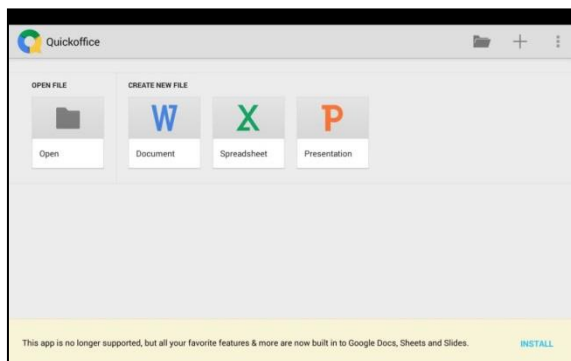 Quickoffice
OPEN FILE
CREATE NEW FILE
Open
Document
Spreadsheet
Presentation
This app is no longer supported, but all your favorite features & more are now built in to Google Docs, Sheets and Slides.
INSTALL